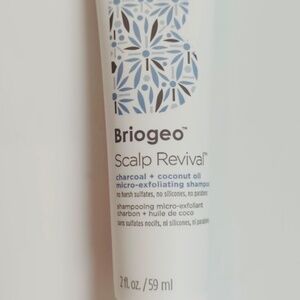 Briogeo™
Scalp Revival™
charcoal + coconut oil
micro-exfoliating shampoo
no harsh sulfates, no silicones, no parabens
shampooing micro-exfoliant
charbon + huile de coco
sans sulfates nocifs, ni silicones, ni
2 fl. oz. / 59 ml